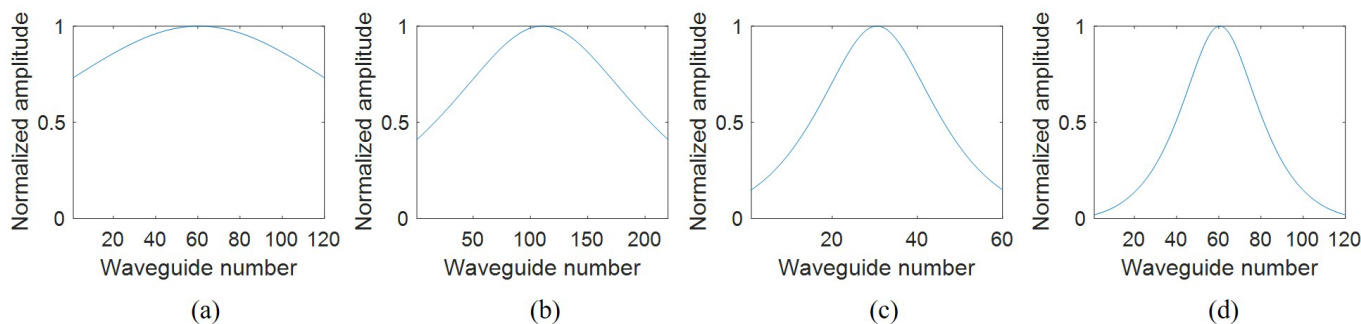 Normalized amplitude
1
0.5
0
20 40 60 80 100 120
Waveguide number
(a)
Normalized amplitude
1
0.5
0
50 100 150 200
Waveguide number
(b)
Normalized amplitude
1
0.5
0
20 40 60
Waveguide number
(c)
Normalized amplitude
1
0.5
0
20 40 60 80 100 120
Waveguide number
(d)